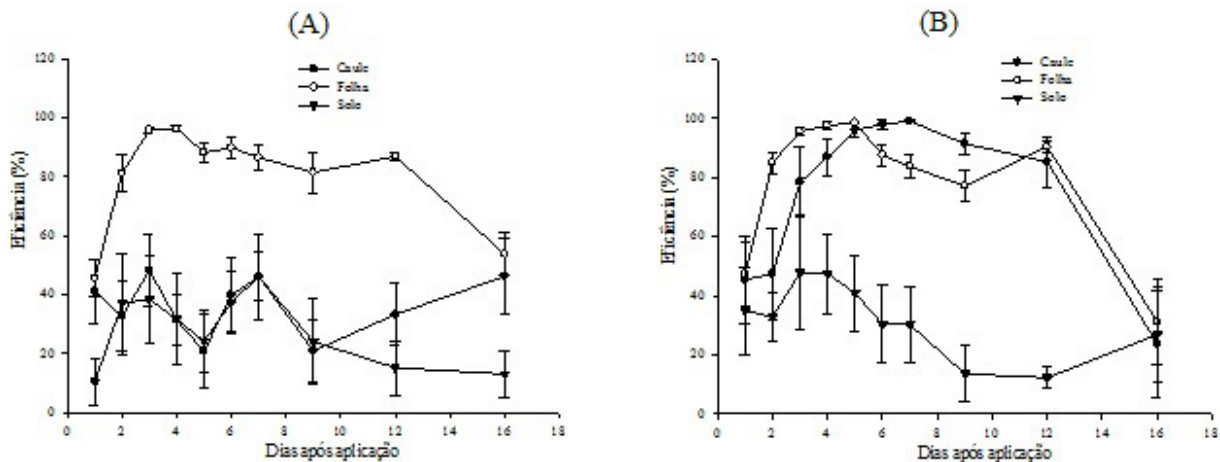 (A)
120
100
80
60
40
20
0
Eficiência (%)
Caule
Folha
Solo
0 2 4 6 8 10 12 14 16 18
Dias após aplicação
(B)
120
100
80
60
40
20
0
Eficiência (%)
Caule
Folha
Solo
0 2 4 6 8 10 12 14 16 18
Dias após aplicação